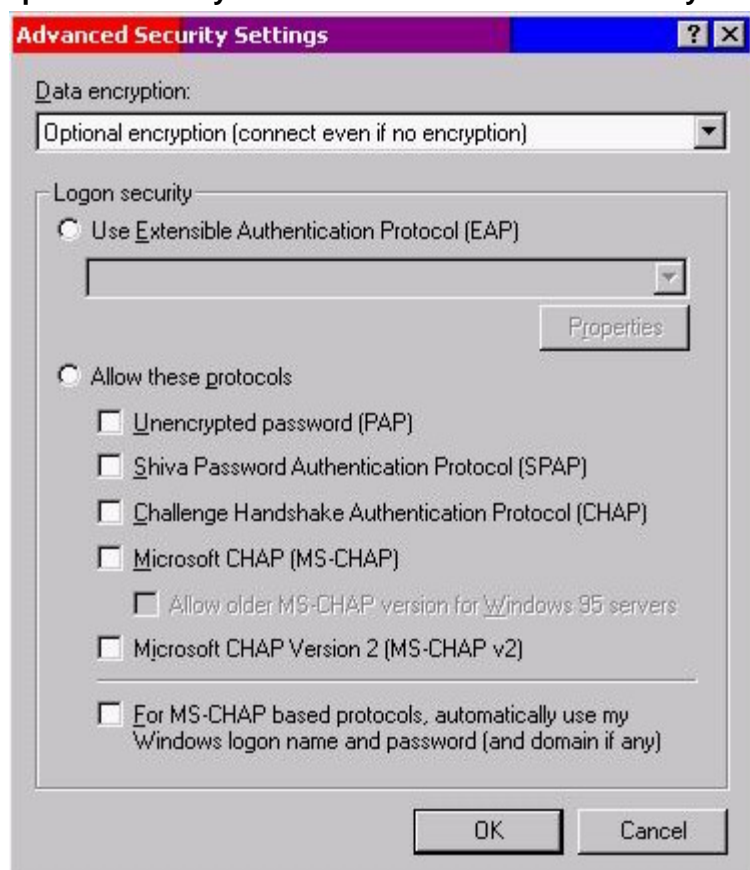 Advanced Security Settings
Data encryption:
Optional encryption (connect even if no encryption)
Logon security
Use Extensible Authentication Protocol (EAP)
Properties
Allow these protocols
Unencrypted password (PAP)
Shiva Password Authentication Protocol (SPAP)
Challenge Handshake Authentication Protocol (CHAP)
Microsoft CHAP (MS-CHAP)
Allow older MS-CHAP version for Windows 95 servers
Microsoft CHAP Version 2 (MS-CHAP v2)
For MS-CHAP based protocols, automatically use my
Windows logon name and password (and domain if any)
OK Cancel